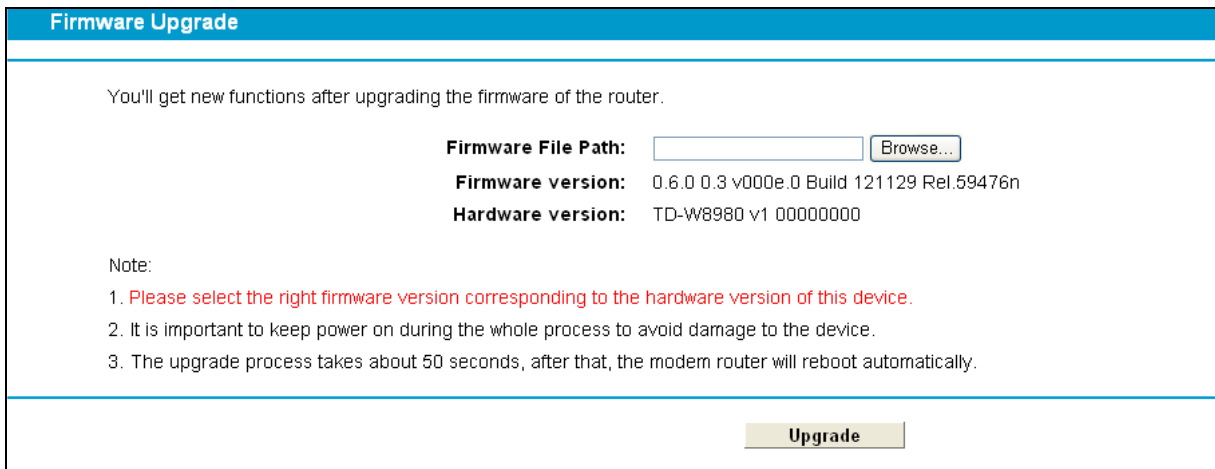 Firmware Upgrade
You'll get new functions after upgrading the firmware of the router.
Firmware File Path: Browse...
Firmware version: 0.6.0 0.3 v000e.0 Build 121129 Rel.59476n
Hardware version: TD-W8980 v1 00000000
Note:
1. Please select the right firmware version corresponding to the hardware version of this device.
2. It is important to keep power on during the whole process to avoid damage to the device.
3. The upgrade process takes about 50 seconds, after that, the modem router will reboot automatically.
Upgrade